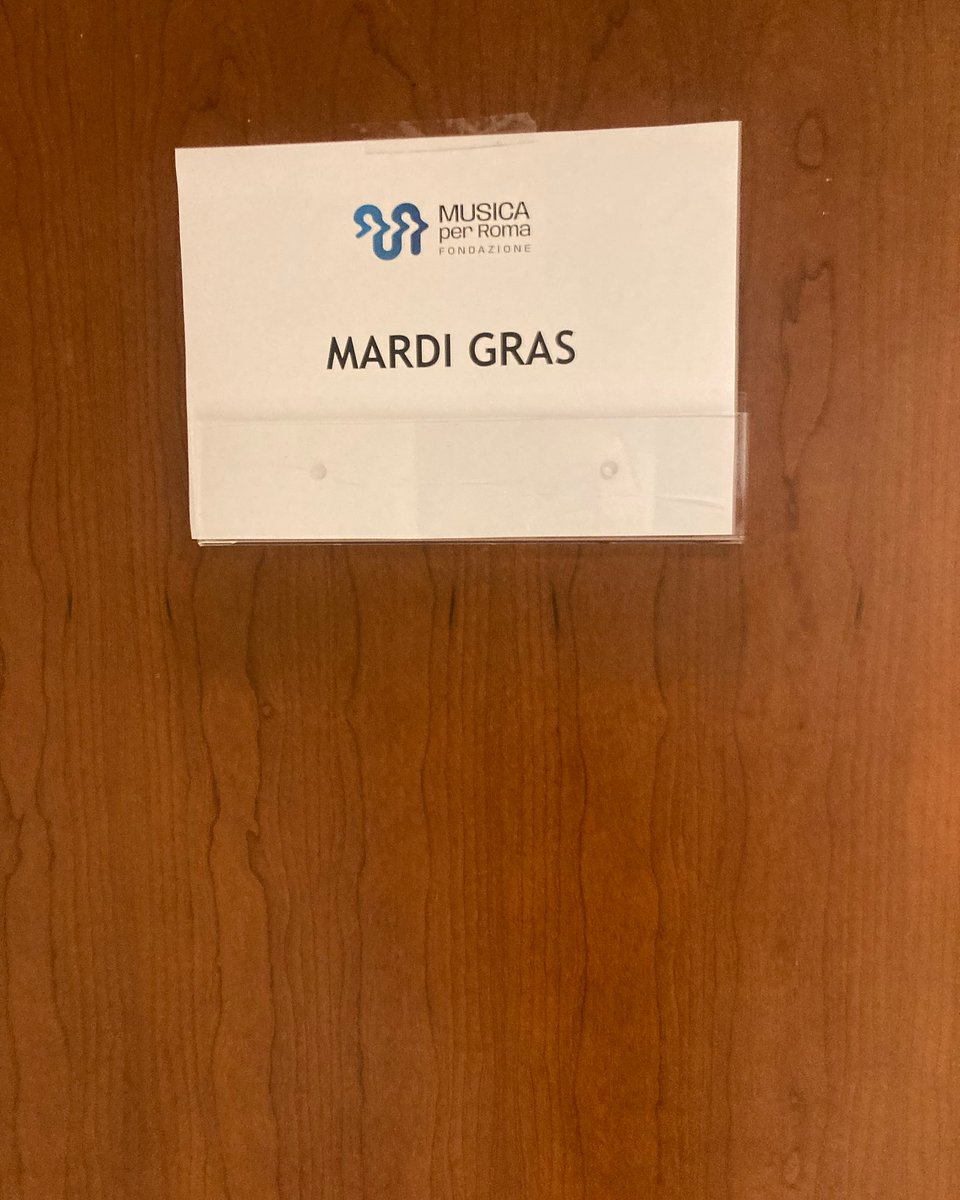 MUSICA
per Roma
FONDAZIONE
MARDI GRAS